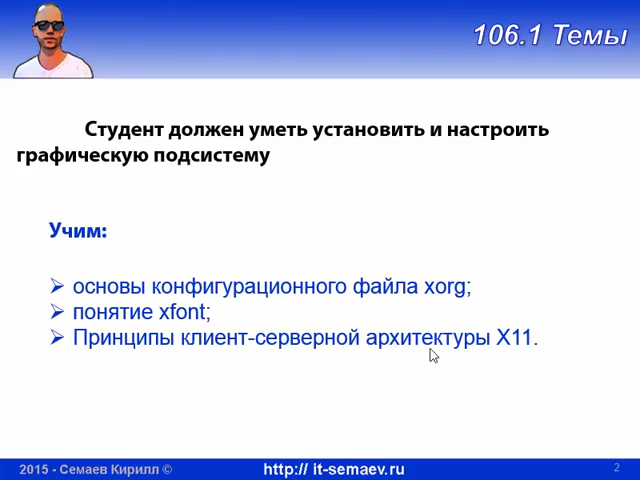 106.1 Темы
Студент должен уметь установить и настроить
графическую подсистему
Учим:
основы конфигурационного файла xorg;
понятие xfont;
Принципы клиент-серверной архитектуры X11.
2015 - Семаев Кирилл © http:// it-semaev.ru 2